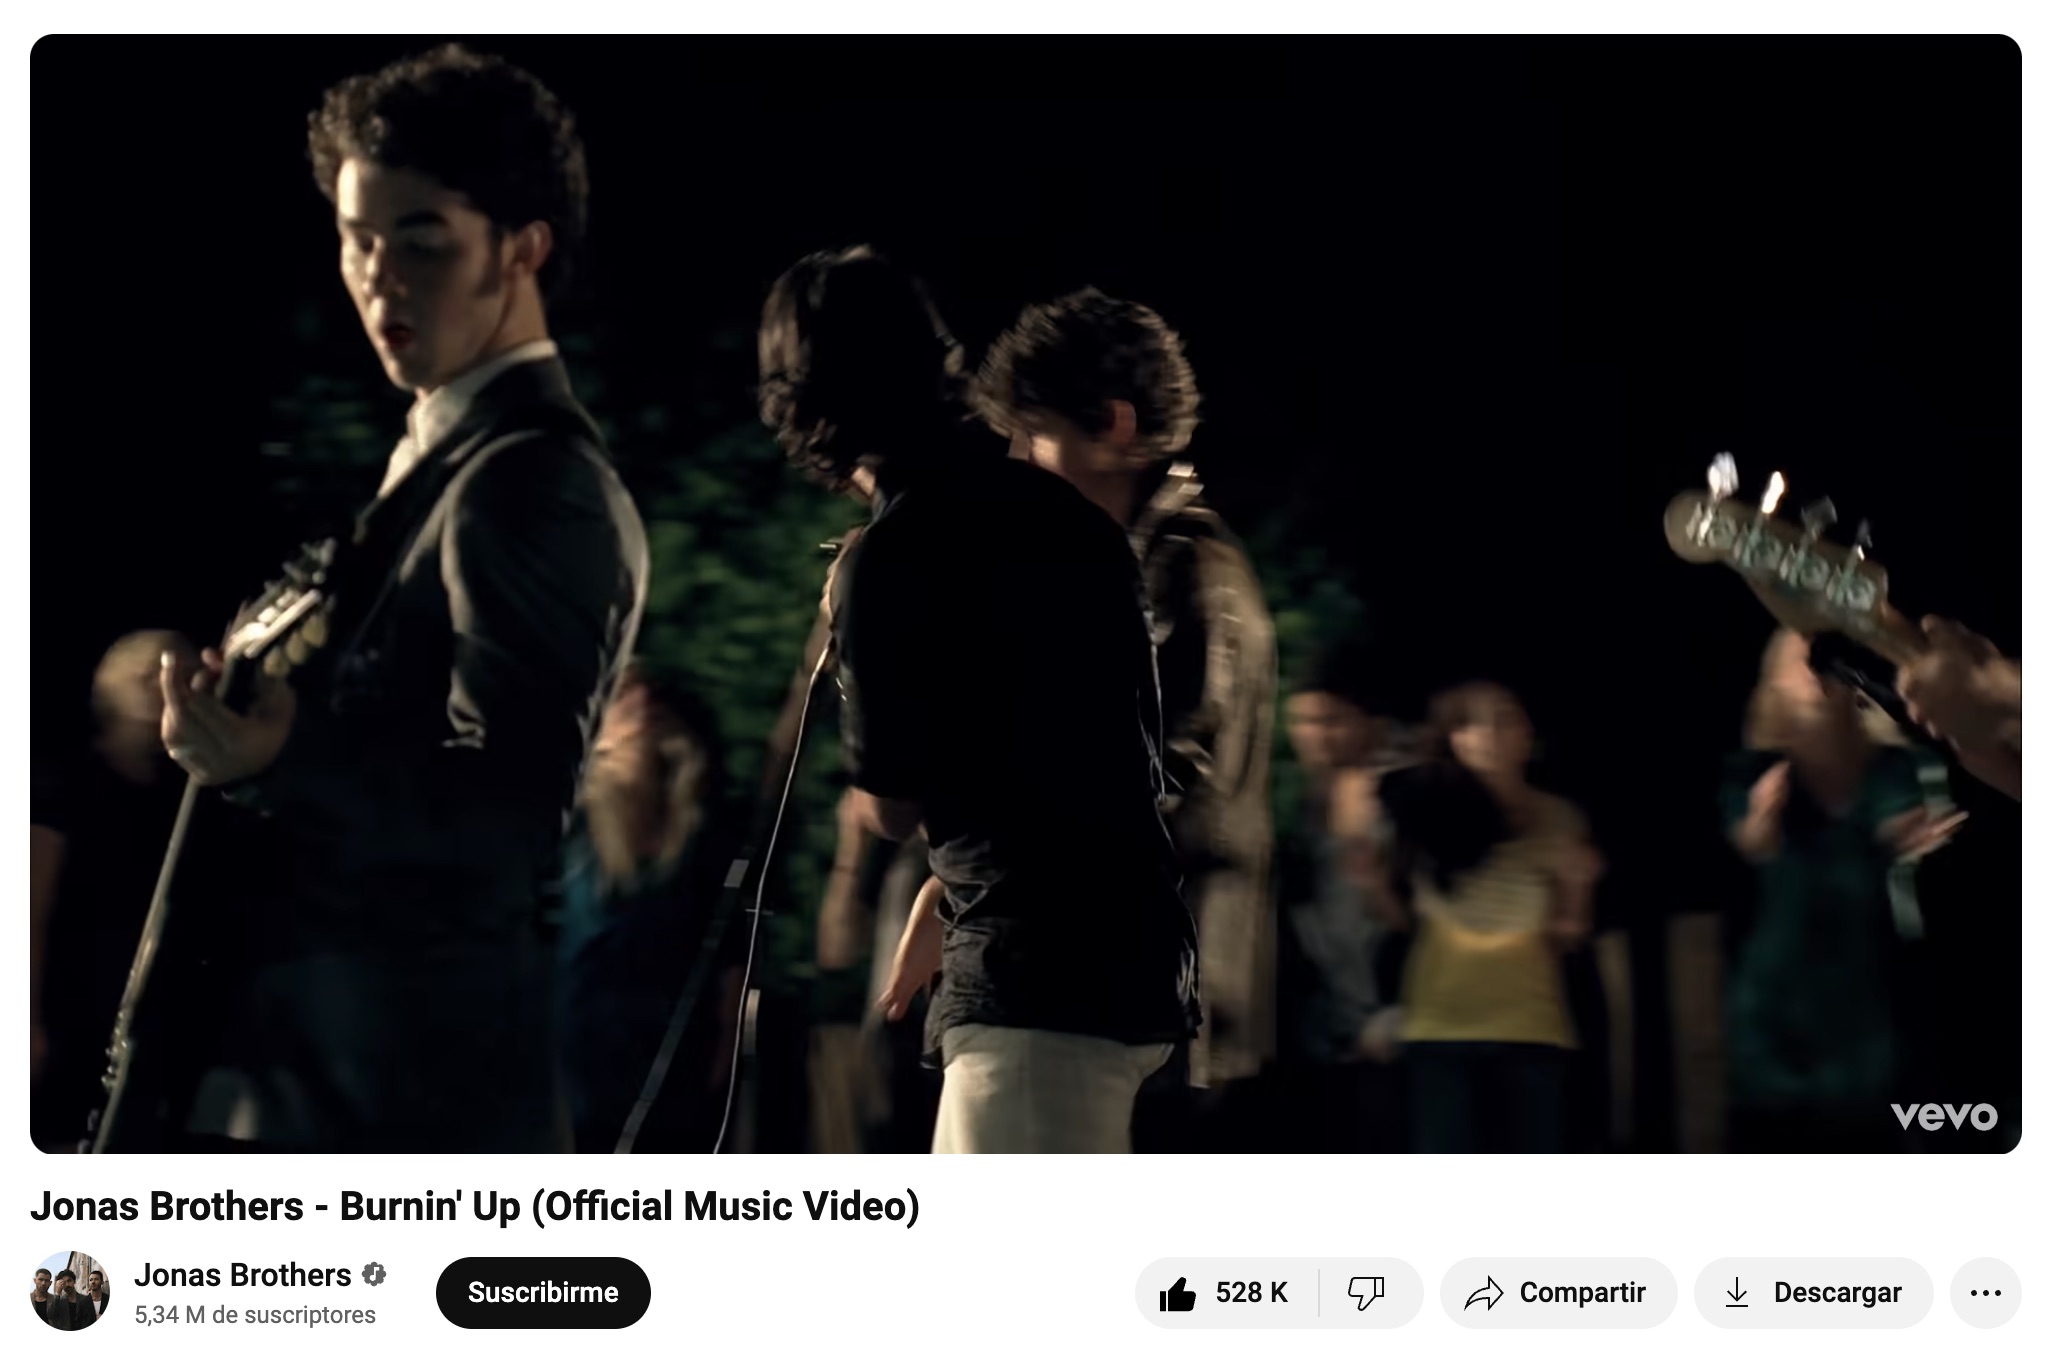 vevo
Jonas Brothers - Burnin' Up (Official Music Video)
Jonas Brothers
5,34 M de suscriptores
Suscribirme
528 K
Compartir
Descargar